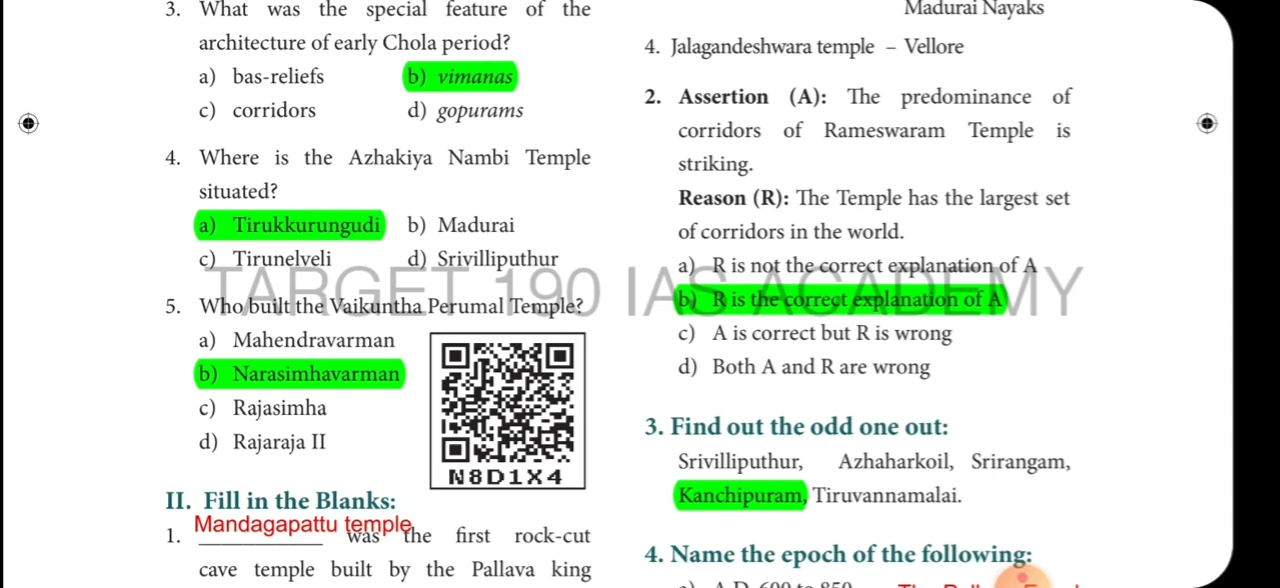 3. What was the special feature of the
architecture of early Chola period?
a) bas-reliefs b) vimanas
c) corridors d) gopurams
4. Where is the Azhakiya Nambi Temple
situated?
a) Tirukkurungudi b) Madurai
c) Tirunelveli d) Srivilliputhur
5. Who built the Vaikuntha Perumal Temple?
a) Mahendravarman
b) Narasimhavarman
c) Rajasimha
d) Rajaraja II
N8D1X4
II. Fill in the Blanks:
Mandagapattu temple
1. ____________ was the first rock-cut
cave temple built by the Pallava king
Madurai Nayaks
4. Jalagandeshwara temple – Vellore
2. Assertion (A): The predominance of
corridors of Rameswaram Temple is
striking.
Reason (R): The Temple has the largest set
of corridors in the world.
a) R is not the correct explanation of A
b) R is the correct explanation of A
c) A is correct but R is wrong
d) Both A and R are wrong
3. Find out the odd one out:
Srivilliputhur, Azhaharkoil, Srirangam,
Kanchipuram, Tiruvannamalai.
4. Name the epoch of the following:
TARGET 190 IAS ACADEMY